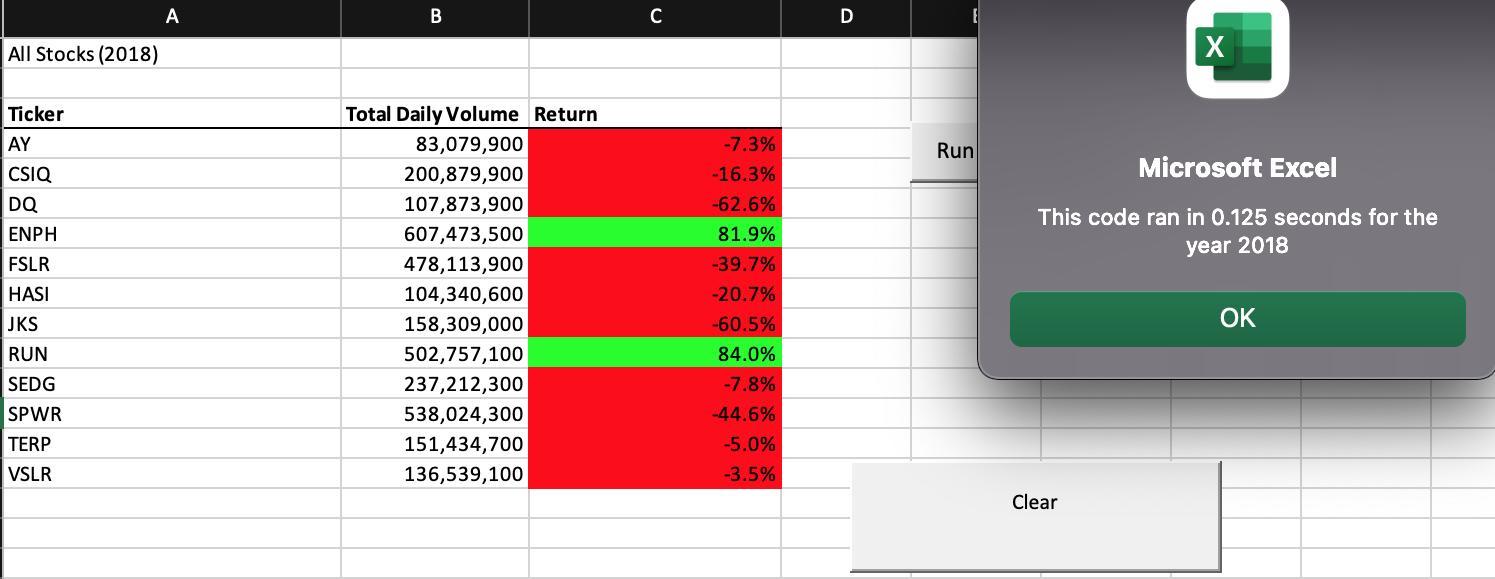 A B C D E
All Stocks (2018)
Ticker Total Daily Volume Return
AY 83,079,900 -7.3%
CSIQ 200,879,900 -16.3%
DQ 107,873,900 -62.6%
ENPH 607,473,500 81.9%
FSLR 478,113,900 -39.7%
HASI 104,340,600 -20.7%
JKS 158,309,000 -60.5%
RUN 502,757,100 84.0%
SEDG 237,212,300 -7.8%
SPWR 538,024,300 -44.6%
TERP 151,434,700 -5.0%
VSLR 136,539,100 -3.5%
Run
X
Microsoft Excel
This code ran in 0.125 seconds for the
year 2018
OK
Clear